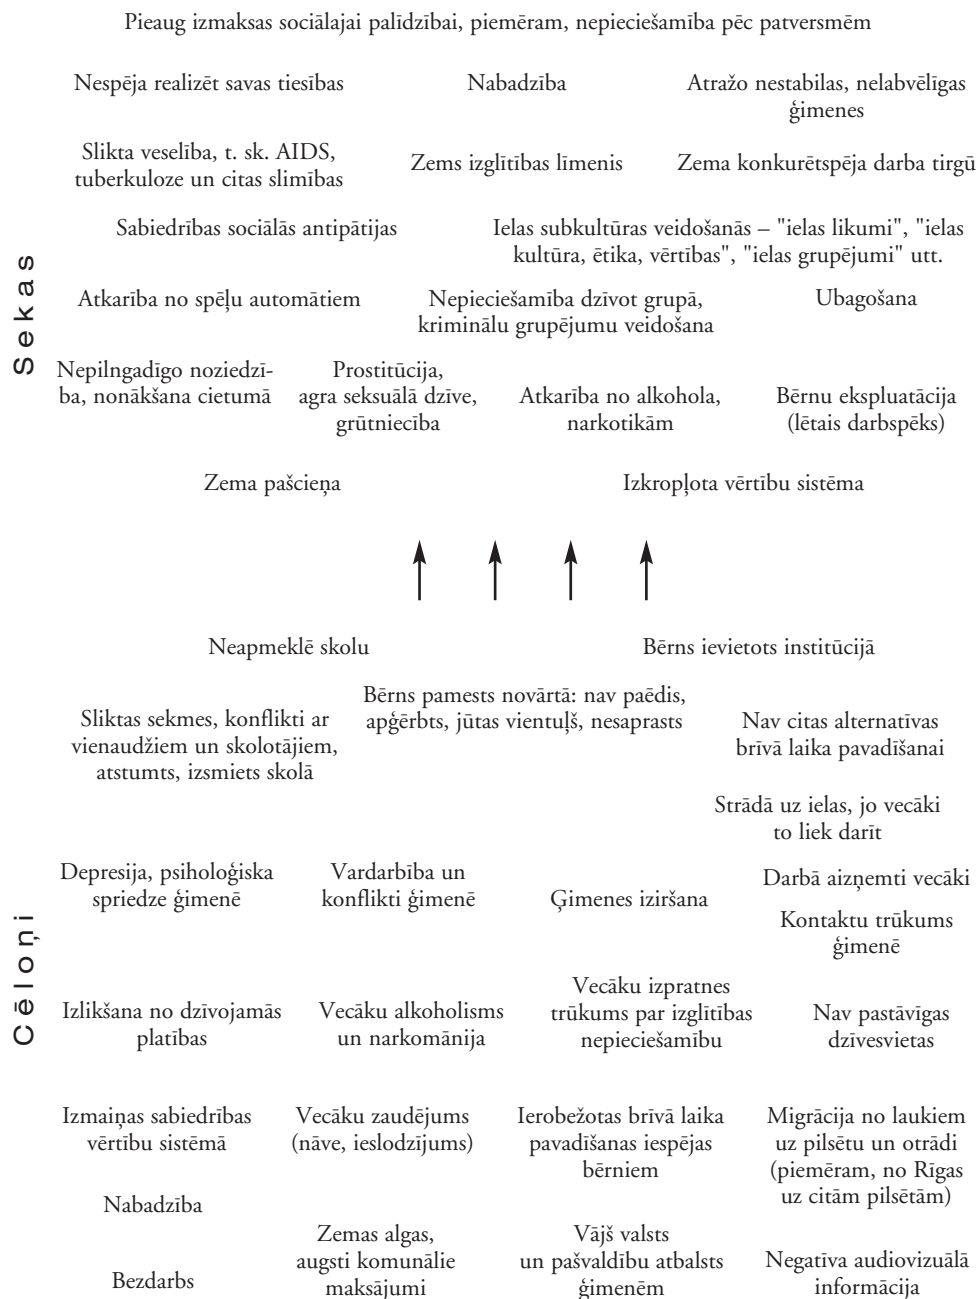 Pieaug izmaksas sociālajai palīdzībai, piemēram, nepieciešamība pēc patversmēm
Sekas
Nespēja realizēt savas tiesības
Nabadzība
Atražo nestabilas, nelabvēlīgas
ģimenes
Slikta veselība, t. sk. AIDS,
tuberkuloze un citas slimības
Zems izglītības līmenis
Zema konkurētspēja darba tirgū
Sabiedrības sociālās antipātijas
Ielas subkultūras veidošanās – "ielas likumi", "ielas
kultūra, ētika, vērtības", "ielas grupējumi" utt.
Atkarība no spēļu automātiem
Nepieciešamība dzīvot grupā,
kriminālu grupējumu veidošana
Ubagošana
Nepilngadīgo noziedzī-
ba, nonākšana cietumā
Prostitūcija,
agra seksuālā dzīve,
grūtniecība
Atkarība no alkohola,
narkotikām
Bērnu ekspluatācija
(lētais darbspēks)
Zema pašcieņa
Izkropļota vērtību sistēma
Cēloņi
Neapmeklē skolu
Bērns ievietots institūcijā
Sliktas sekmes, konflikti ar
vienaudžiem un skolotājiem,
atstumts, izsmiets skolā
Bērns pamests novārtā: nav paēdis,
apģērbts, jūtas vientuļš, nesaprasts
Nav citas alternatīvas
brīvā laika pavadīšanai
Strādā uz ielas, jo vecāki
to liek darīt
Depresija, psiholoģiska
spriedze ģimenē
Vardarbība un
konflikti ģimenē
Ģimenes iziršana
Darbā aizņemti vecāki
Kontaktu trūkums
ģimenē
Izlikšana no dzīvojamās
platības
Vecāku alkoholisms
un narkomānija
Vecāku izpratnes
trūkums par izglītības
nepieciešamību
Nav pastāvīgas
dzīvesvietas
Izmaiņas sabiedrības
vērtību sistēmā
Vecāku zaudējums
(nāve, ieslodzījums)
Ierobežotas brīvā laika
pavadīšanas iespējas
bērniem
Migrācija no laukiem
uz pilsētu un otrādi
(piemēram, no Rīgas
uz citām pilsētām)
Nabadzība
Bezdarbs
Zemas algas,
augsti komunālie
maksājumi
Vājš valsts
un pašvaldību atbalsts
ģimenēm
Negatīva audiovizuālā
informācija